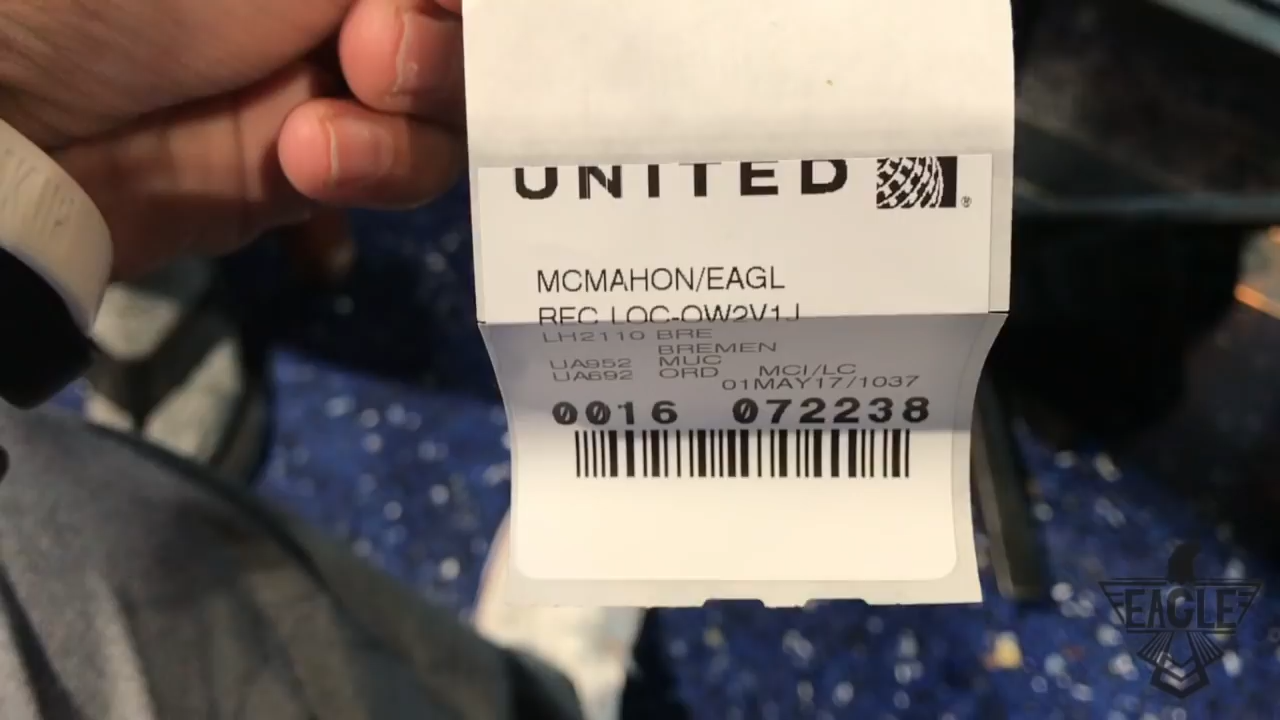 UNITED
®
MCMAHON/EAGL
REC LOC-OW2V1J
LH2110 BRE
BREMEN
UA952 MUC
UA692 ORD MCI/LC
01MAY17/1037
0016 072238
EAGLE